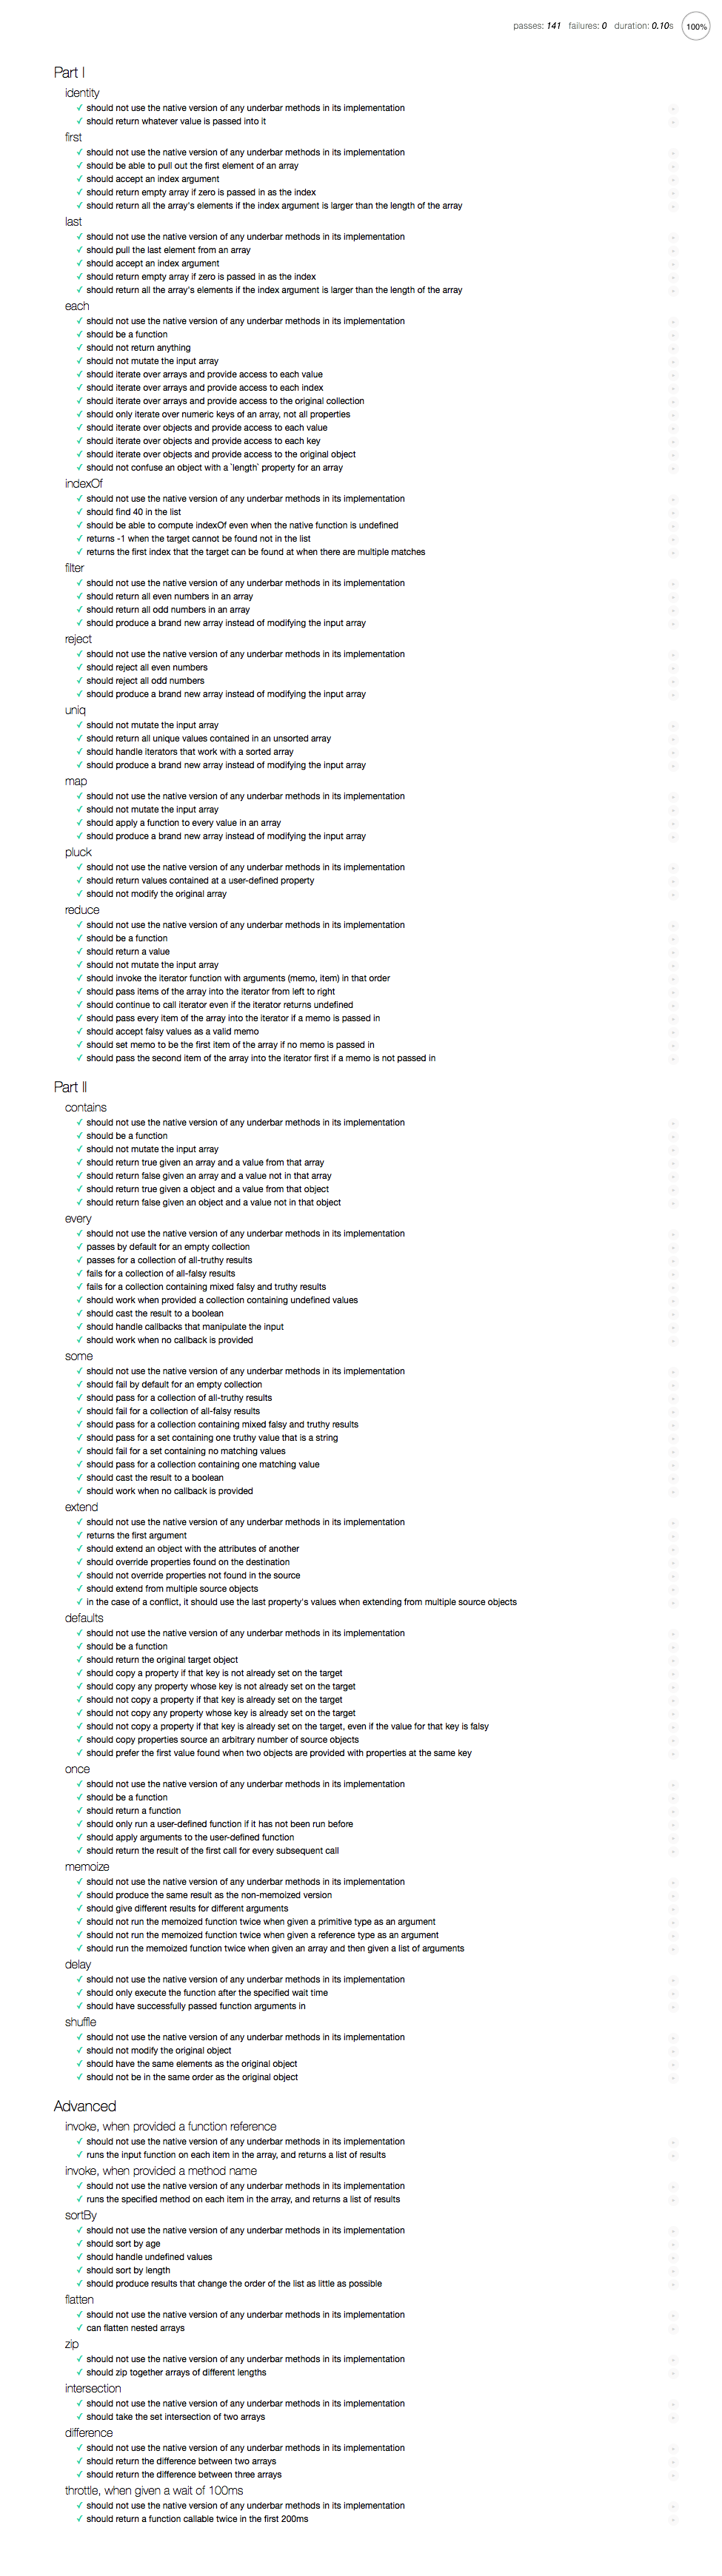 passes: 141 failures: 0 duration: 0.10s 100%
Part I
identity
✓ should not use the native version of any underbar methods in its implementation
✓ should return whatever value is passed into it
first
✓ should not use the native version of any underbar methods in its implementation
✓ should be able to pull out the first element of an array
✓ should accept an index argument
✓ should return empty array if zero is passed in as the index
✓ should return all the array's elements if the index argument is larger than the length of the array
last
✓ should not use the native version of any underbar methods in its implementation
✓ should pull the last element from an array
✓ should accept an index argument
✓ should return empty array if zero is passed in as the index
✓ should return all the array's elements if the index argument is larger than the length of the array
each
✓ should not use the native version of any underbar methods in its implementation
✓ should be a function
✓ should not return anything
✓ should not mutate the input array
✓ should iterate over arrays and provide access to each value
✓ should iterate over arrays and provide access to each index
✓ should iterate over arrays and provide access to the original collection
✓ should only iterate over numeric keys of an array, not all properties
✓ should iterate over objects and provide access to each value
✓ should iterate over objects and provide access to each key
✓ should iterate over objects and provide access to the original object
✓ should not confuse an object with a `length` property for an array
indexOf
✓ should not use the native version of any underbar methods in its implementation
✓ should find 40 in the list
✓ should be able to compute indexOf even when the native function is undefined
✓ returns -1 when the target cannot be found not in the list
✓ returns the first index that the target can be found at when there are multiple matches
filter
✓ should not use the native version of any underbar methods in its implementation
✓ should return all even numbers in an array
✓ should return all odd numbers in an array
✓ should produce a brand new array instead of modifying the input array
reject
✓ should not use the native version of any underbar methods in its implementation
✓ should reject all even numbers
✓ should reject all odd numbers
✓ should produce a brand new array instead of modifying the input array
uniq
✓ should not mutate the input array
✓ should return all unique values contained in an unsorted array
✓ should handle iterators that work with a sorted array
✓ should produce a brand new array instead of modifying the input array
map
✓ should not use the native version of any underbar methods in its implementation
✓ should not mutate the input array
✓ should apply a function to every value in an array
✓ should produce a brand new array instead of modifying the input array
pluck
✓ should not use the native version of any underbar methods in its implementation
✓ should return values contained at a user-defined property
✓ should not modify the original array
reduce
✓ should not use the native version of any underbar methods in its implementation
✓ should be a function
✓ should return a value
✓ should not mutate the input array
✓ should invoke the iterator function with arguments (memo, item) in that order
✓ should pass items of the array into the iterator from left to right
✓ should continue to call iterator even if the iterator returns undefined
✓ should pass every item of the array into the iterator if a memo is passed in
✓ should accept falsy values as a valid memo
✓ should set memo to be the first item of the array if no memo is passed in
✓ should pass the second item of the array into the iterator first if a memo is not passed in
Part II
contains
✓ should not use the native version of any underbar methods in its implementation
✓ should be a function
✓ should not mutate the input array
✓ should return true given an array and a value from that array
✓ should return false given an array and a value not in that array
✓ should return true given a object and a value from that object
✓ should return false given an object and a value not in that object
every
✓ should not use the native version of any underbar methods in its implementation
✓ passes by default for an empty collection
✓ passes for a collection of all-truthy results
✓ fails for a collection of all-falsy results
✓ fails for a collection containing mixed falsy and truthy results
✓ should work when provided a collection containing undefined values
✓ should cast the result to a boolean
✓ should handle callbacks that manipulate the input
✓ should work when no callback is provided
some
✓ should not use the native version of any underbar methods in its implementation
✓ should fail by default for an empty collection
✓ should pass for a collection of all-truthy results
✓ should fail for a collection of all-falsy results
✓ should pass for a collection containing mixed falsy and truthy results
✓ should pass for a set containing one truthy value that is a string
✓ should fail for a set containing no matching values
✓ should pass for a collection containing one matching value
✓ should cast the result to a boolean
✓ should work when no callback is provided
extend
✓ should not use the native version of any underbar methods in its implementation
✓ returns the first argument
✓ should extend an object with the attributes of another
✓ should override properties found on the destination
✓ should not override properties not found in the source
✓ should extend from multiple source objects
✓ in the case of a conflict, it should use the last property's values when extending from multiple source objects
defaults
✓ should not use the native version of any underbar methods in its implementation
✓ should be a function
✓ should return the original target object
✓ should copy a property if that key is not already set on the target
✓ should copy any property whose key is not already set on the target
✓ should not copy a property if that key is already set on the target
✓ should not copy any property whose key is already set on the target
✓ should not copy a property if that key is already set on the target, even if the value for that key is falsy
✓ should copy properties source an arbitrary number of source objects
✓ should prefer the first value found when two objects are provided with properties at the same key
once
✓ should not use the native version of any underbar methods in its implementation
✓ should be a function
✓ should return a function
✓ should only run a user-defined function if it has not been run before
✓ should apply arguments to the user-defined function
✓ should return the result of the first call for every subsequent call
memoize
✓ should not use the native version of any underbar methods in its implementation
✓ should produce the same result as the non-memoized version
✓ should give different results for different arguments
✓ should not run the memoized function twice when given a primitive type as an argument
✓ should not run the memoized function twice when given a reference type as an argument
✓ should run the memoized function twice when given an array and then given a list of arguments
delay
✓ should not use the native version of any underbar methods in its implementation
✓ should only execute the function after the specified wait time
✓ should have successfully passed function arguments in
shuffle
✓ should not use the native version of any underbar methods in its implementation
✓ should not modify the original object
✓ should have the same elements as the original object
✓ should not be in the same order as the original object
Advanced
invoke, when provided a function reference
✓ should not use the native version of any underbar methods in its implementation
✓ runs the input function on each item in the array, and returns a list of results
invoke, when provided a method name
✓ should not use the native version of any underbar methods in its implementation
✓ runs the specified method on each item in the array, and returns a list of results
sortBy
✓ should not use the native version of any underbar methods in its implementation
✓ should sort by age
✓ should handle undefined values
✓ should sort by length
✓ should produce results that change the order of the list as little as possible
flatten
✓ should not use the native version of any underbar methods in its implementation
✓ can flatten nested arrays
zip
✓ should not use the native version of any underbar methods in its implementation
✓ should zip together arrays of different lengths
intersection
✓ should not use the native version of any underbar methods in its implementation
✓ should take the set intersection of two arrays
difference
✓ should not use the native version of any underbar methods in its implementation
✓ should return the difference between two arrays
✓ should return the difference between three arrays
throttle, when given a wait of 100ms
✓ should not use the native version of any underbar methods in its implementation
✓ should return a function callable twice in the first 200ms